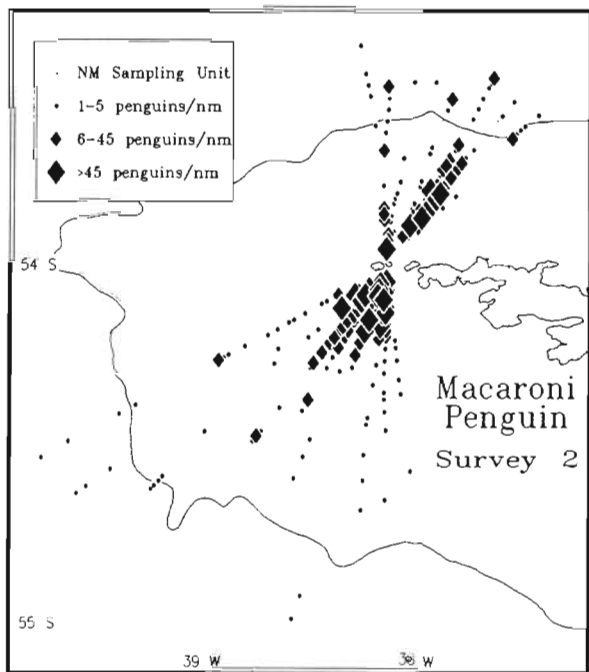 NM Sampling Unit
1-5 penguins/nm
6-45 penguins/nm
>45 penguins/nm
54 S
Macaroni
Penguin
Survey 2
55 S
39 W
38 W